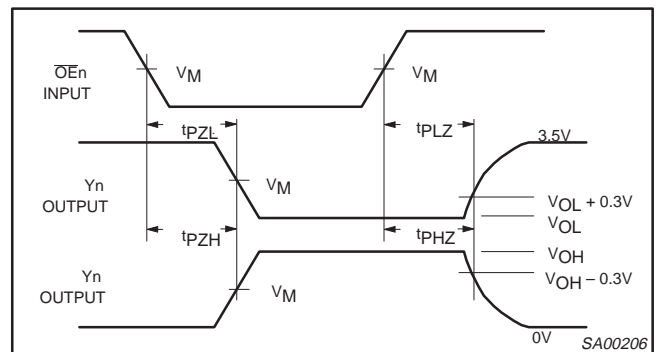 OEn
INPUT
VM
VM
tPZL
tPLZ
3.5V
Yn
OUTPUT
VM
VOL + 0.3V
VOL
tPZH
tPHZ
VOH
Yn
OUTPUT
VM
VOH – 0.3V
0V
SA00206